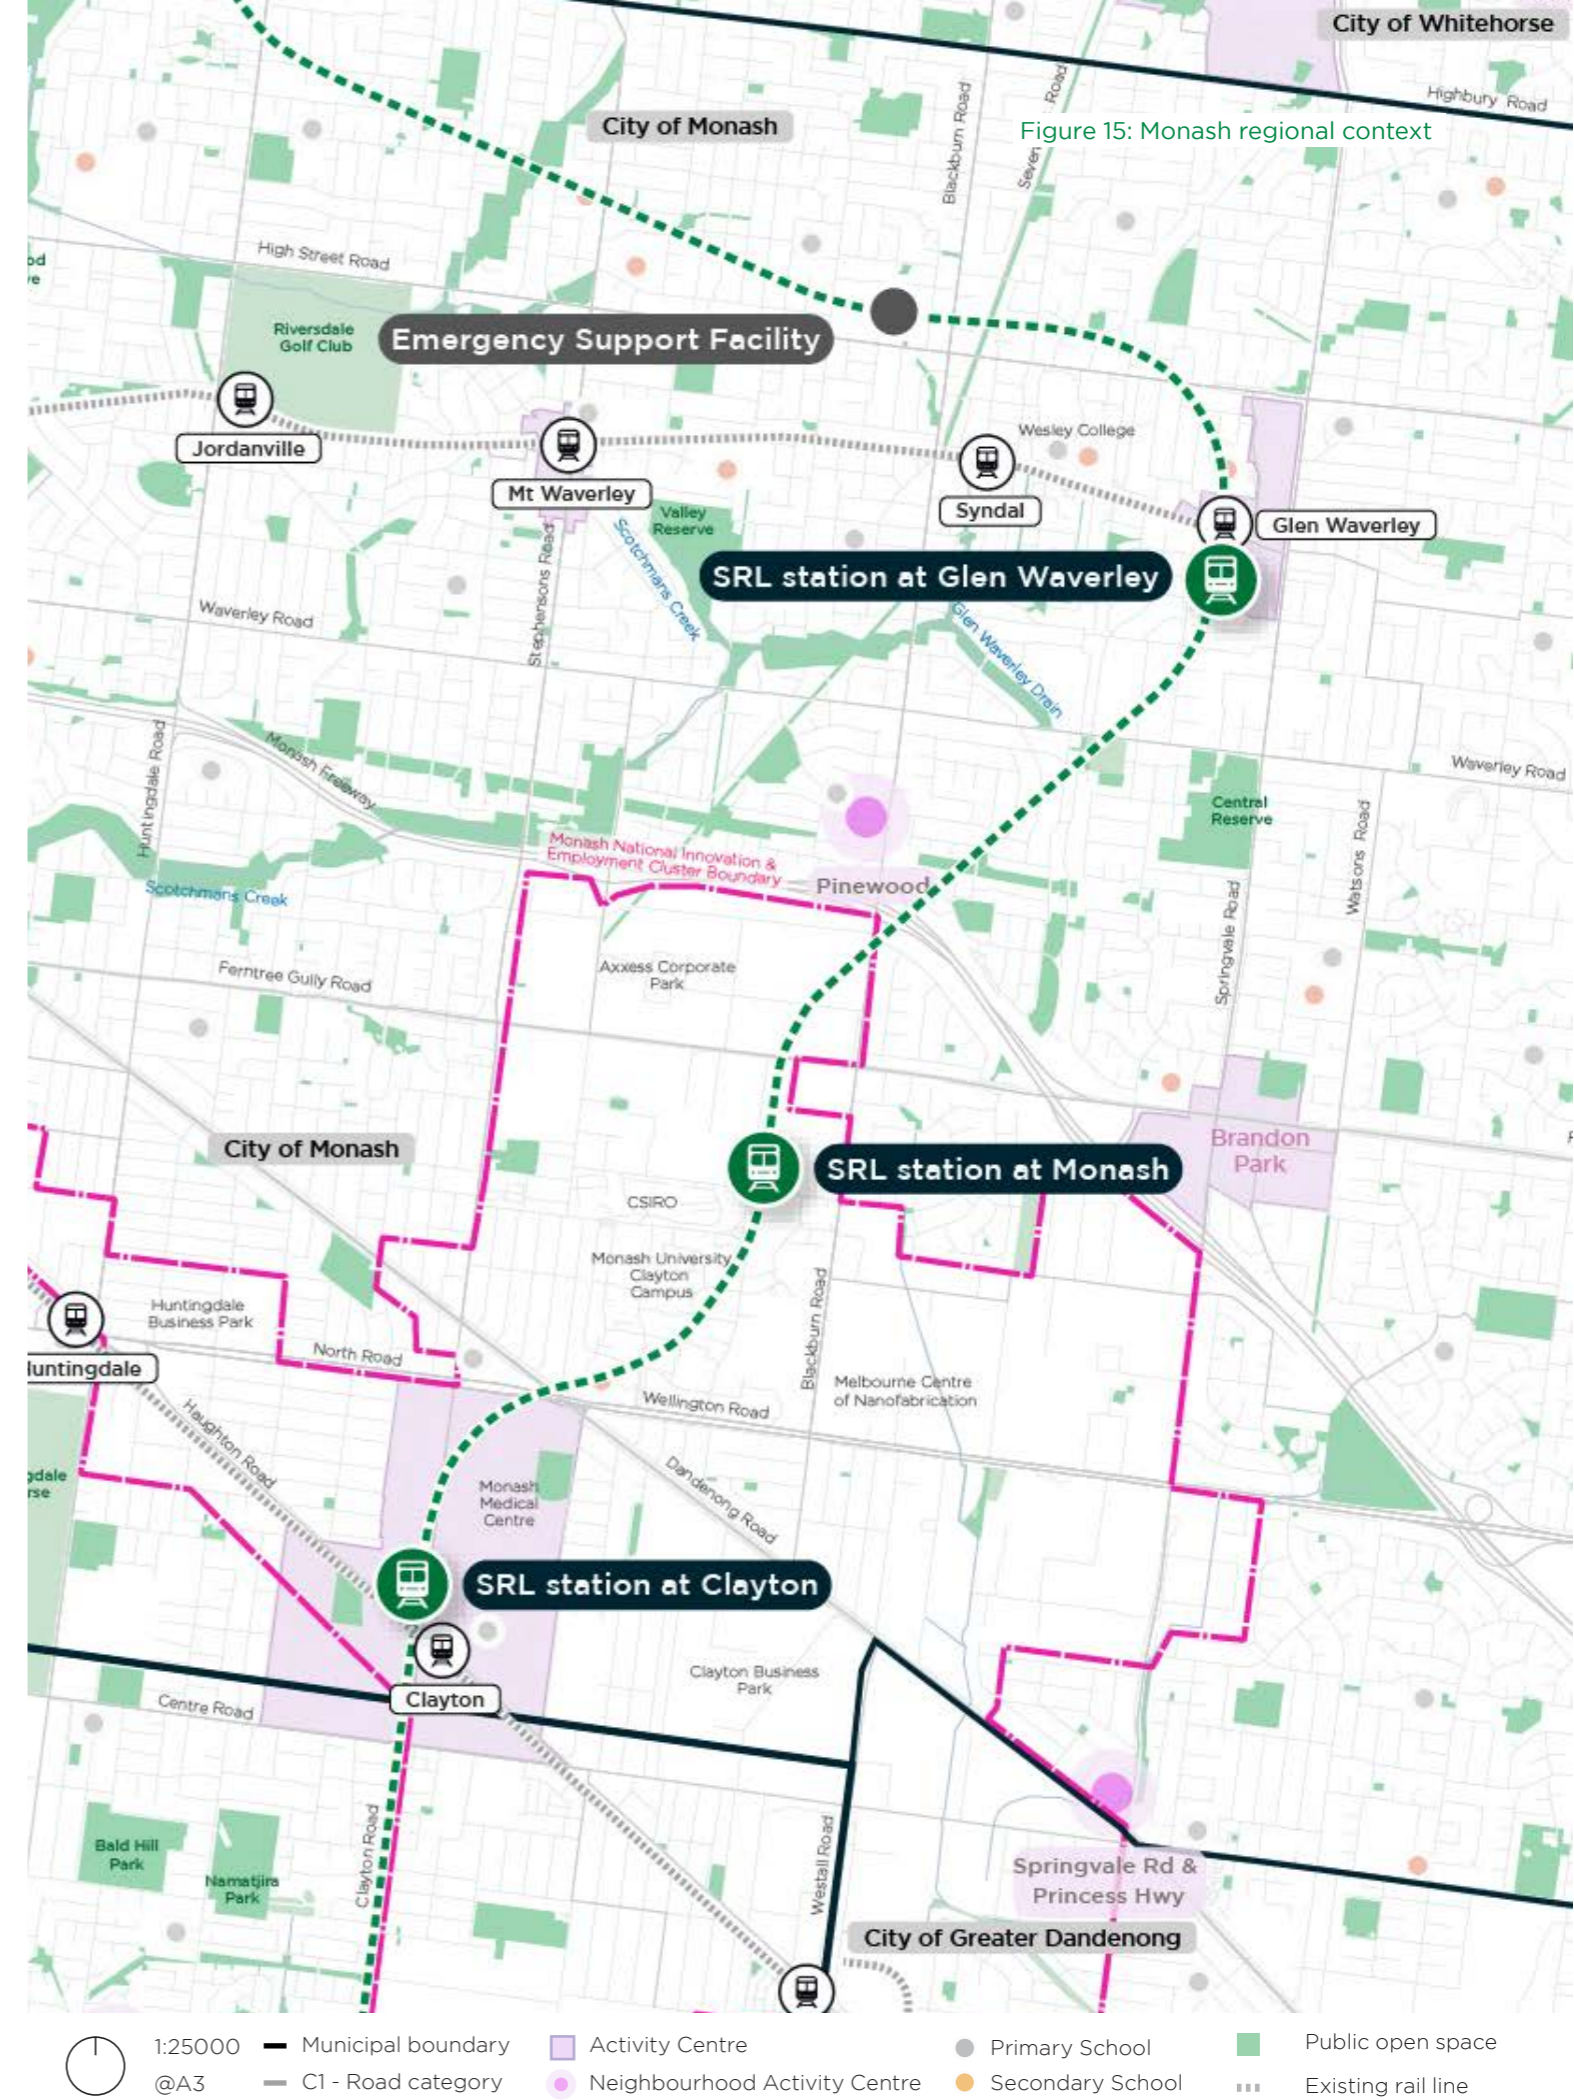 City of Whitehorse
Highbury Road
City of Monash
Blackburn Road
Road
Figure 15: Monash regional context
Seven
High Street Road
od
ve
Riversdale
Golf Club
Emergency Support Facility
Jordanville
Mt Waverley
Wesley College
Syndal
Glen Waverley
Valley
Reserve
Scotchmans Creek
Stephensons Road
SRL station at Glen Waverley
Glen Waverley Drain
Waverley Road
Huntingdale Road
Monash Freeway
Waverley Road
Central
Reserve
Watsons Road
Monash National Innovation &
Employment Cluster Boundary
Pinewood
Scotchmans Creek
Springvale Road
Ferntree Gully Road
Axxess Corporate
Park
City of Monash
Brandon
Park
SRL station at Monash
CSIRO
Monash University
Clayton
Campus
Blackburn Road
Huntingdale
Business Park
North Road
untingdale
Melbourne Centre
of Nanofabrication
Wellington Road
Haughton Road
gdale
rse
Monash
Medical
Centre
Dandenong Road
SRL station at Clayton
Clayton Business
Park
Clayton
Centre Road
Clayton Road
Westall Road
Bald Hill
Park
Namatjira
Park
Springvale Rd &
Princess Hwy
City of Greater Dandenong
1:25000
@A3
Municipal boundary
C1 - Road category
Activity Centre
Neighbourhood Activity Centre
Primary School
Secondary School
Public open space
Existing rail line